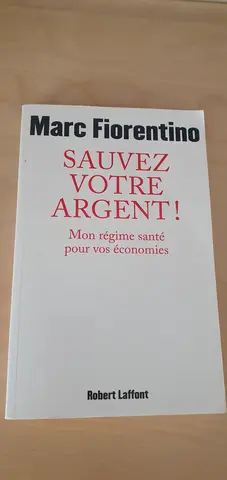 Marc Fiorentino
SAUVEZ
VOTRE
ARGENT !
Mon régime santé
pour vos économies
Robert Laffont